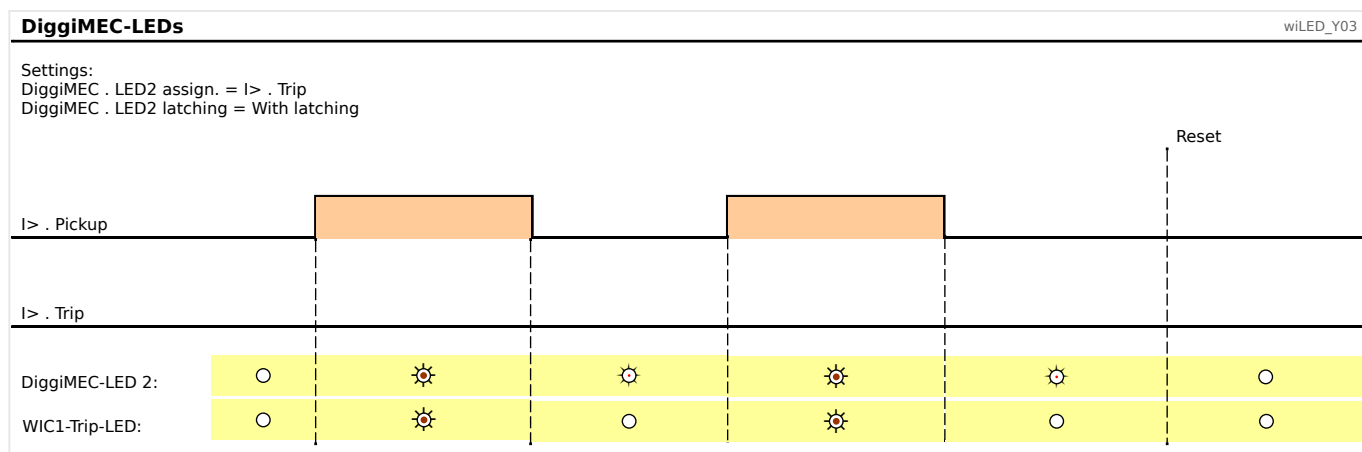 DiggiMEC-LEDs
wiLED_Y03
Settings:
DiggiMEC . LED2 assign. = I> . Trip
DiggiMEC . LED2 latching = With latching
Reset
I> . Pickup
I> . Trip
DiggiMEC-LED 2:
WIC1-Trip-LED: